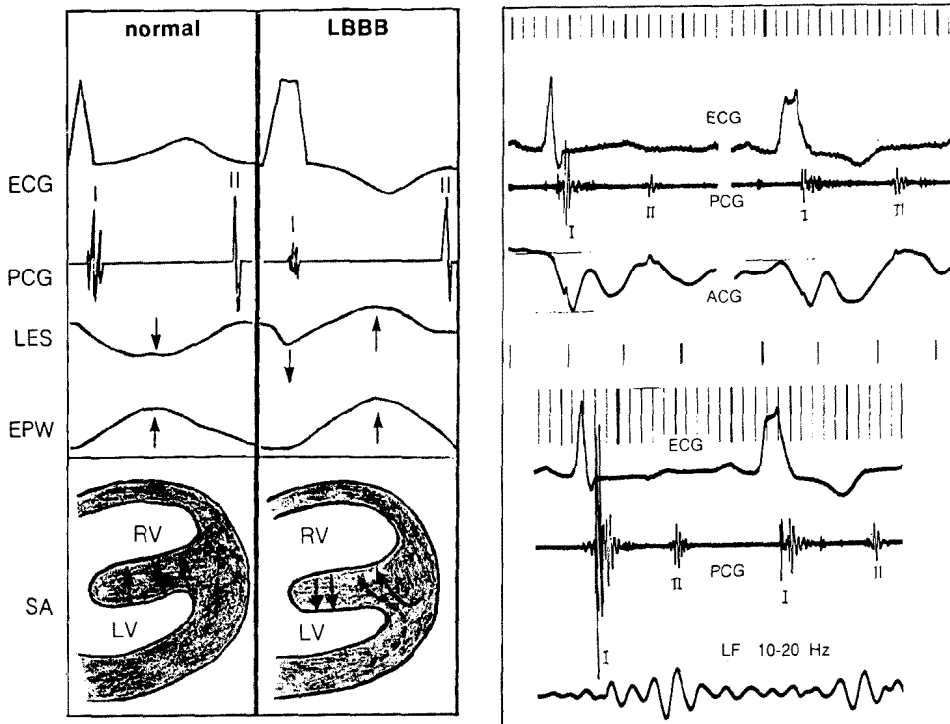 normal
LBBB
ECG
I
II
I
II
PCG
LES
EPW
SA
RV
LV
RV
LV
ECG
PCG
I
II
I
II
ACG
ECG
PCG
II
I
II
I
LF 10-20 Hz